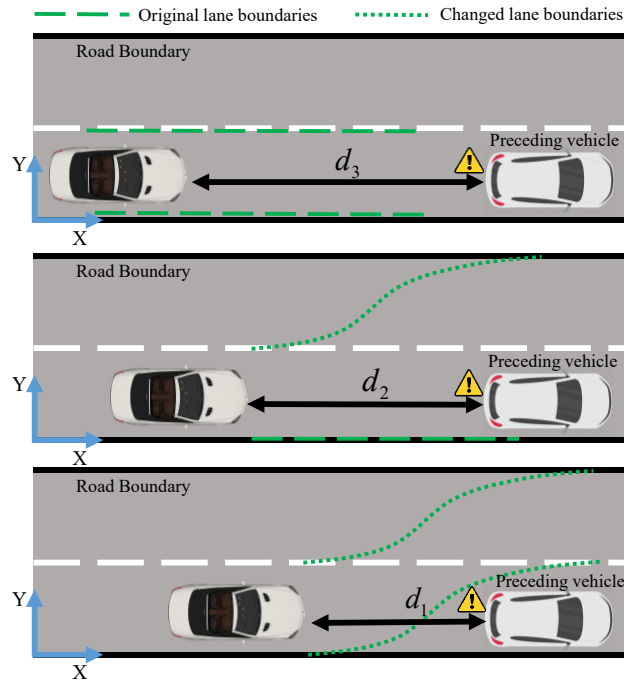 Original lane boundaries
Changed lane boundaries
Road Boundary
Preceding vehicle
Y
d3
X
Road Boundary
Preceding vehicle
Y
d2
X
Road Boundary
Preceding vehicle
Y
d1
X